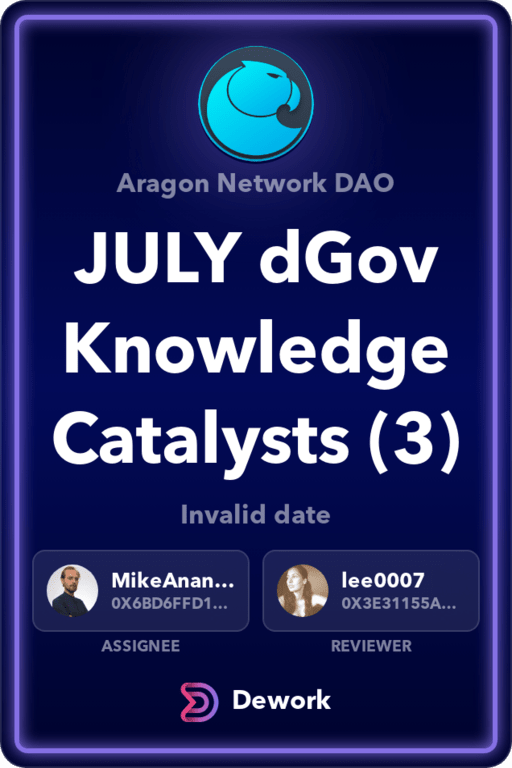 Aragon Network DAO
JULY dGov
Knowledge
Catalysts (3)
Invalid date
MikeAnan...
0X6BD6FFD1...
lee0007
0X3E31155A...
ASSIGNEE
REVIEWER
Dework